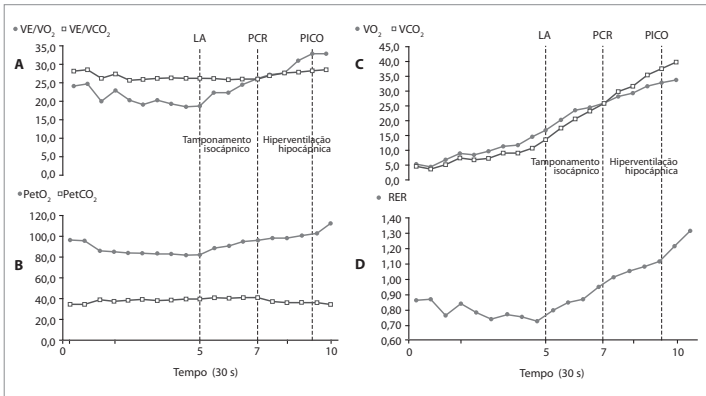 VE/VO₂ VE/VCO₂
LA PCR PICO
A
35,0
30,0
25,0
20,0
15,0
10,0
5,0
0,0
Tamponamento
isocápnico
Hiperventilação
hipocápnica
PetO₂ PetCO₂
120,0
100,0
80,0
60,0
40,0
20,0
0,0
B
0 5 7 10
Tempo (30 s)
VO₂ VCO₂
LA PCR PICO
C
45,0
40,0
35,0
30,0
25,0
20,0
15,0
10,0
5,0
0,0
Tamponamento
isocápnico
Hiperventilação
hipocápnica
RER
1,40
1,30
1,20
1,10
1,00
0,90
0,80
0,70
0,60
D
0 5 7 10
Tempo (30 s)